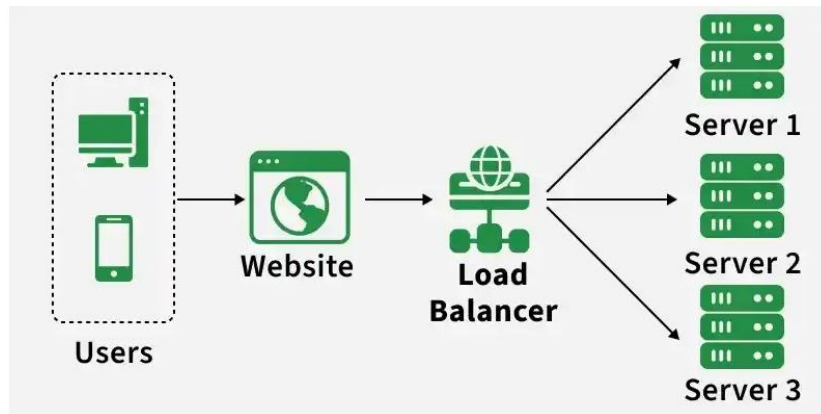 Users
Website
Load
Balancer
Server 1
Server 2
Server 3